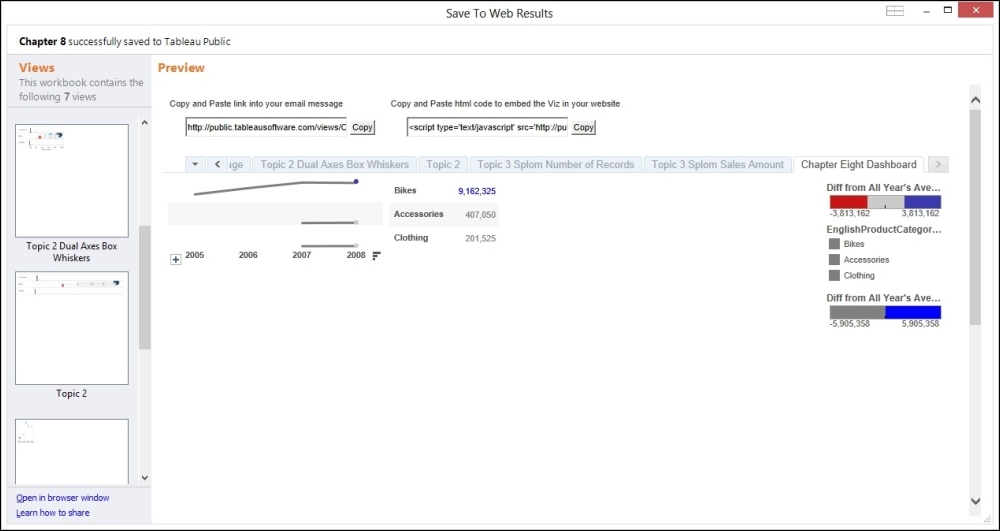 Save To Web Results
Chapter 8 successfully saved to Tableau Public
Views
This workbook contains the
following 7 views
Topic 2 Dual Axes Box
Whiskers
Topic 2
Open in browser window
Learn how to share
Preview
Copy and Paste link into your email message
Copy and Paste html code to embed the Viz in your website
http://public.tableausoftware.com/views/C Copy
<script type='text/javascript' src='http://pu Copy
Topic 2 Dual Axes Box Whiskers Topic 2 Topic 3 Splom Number of Records Topic 3 Splom Sales Amount Chapter Eight Dashboard
Bikes 9,162,325
Accessories 407,050
Clothing 201,525
2005 2006 2007 2008
Diff from All Year's Ave...
-3,813,162 3,813,162
EnglishProductCategor...
Bikes
Accessories
Clothing
Diff from All Year's Ave...
-5,905,358 5,905,358